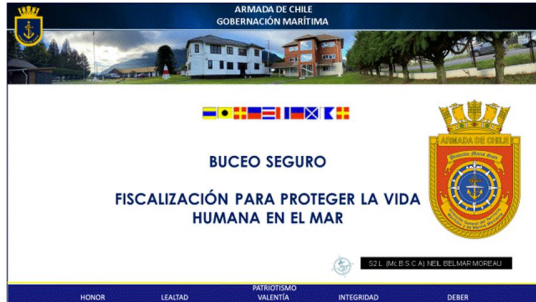 ARMADA DE CHILE
GOBERNACIÓN MARÍTIMA
BUCEO SEGURO
ARMADA DE CHILE
FISCALIZACIÓN PARA PROTEGER LA VIDA
HUMANA EN EL MAR
S2L (Mc.B.S.C.A) NEIL BELMAR MOREAU
HONOR
LEALTAD
PATRIOTISMO
VALENTÍA
INTEGRIDAD
DEBER